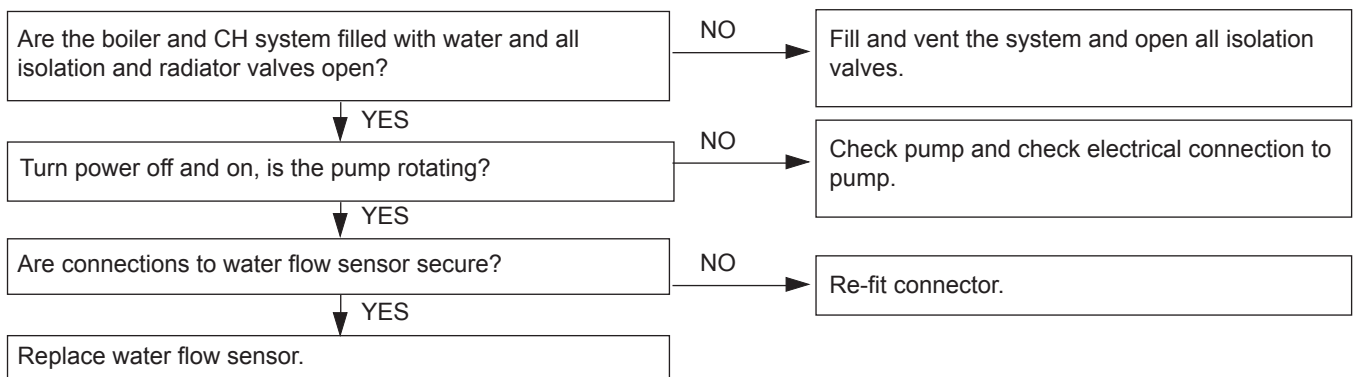 Are the boiler and CH system filled with water and all
isolation and radiator valves open?
NO
Fill and vent the system and open all isolation
valves.
YES
Turn power off and on, is the pump rotating?
NO
Check pump and check electrical connection to
pump.
YES
Are connections to water flow sensor secure?
NO
Re-fit connector.
YES
Replace water flow sensor.